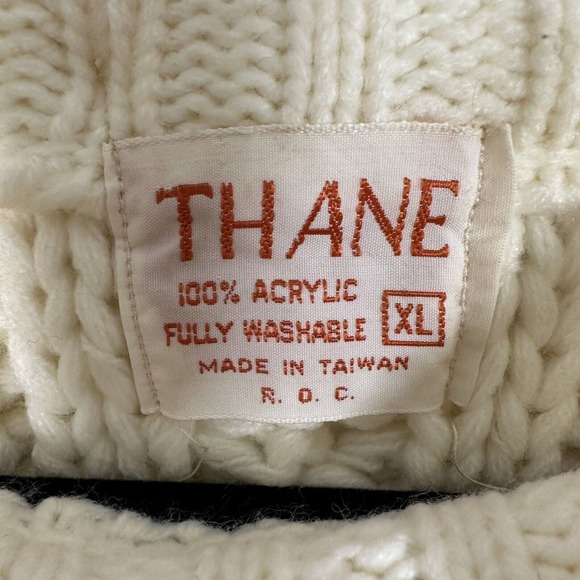 THANE
100% ACRYLIC
FULLY WASHABLE XL
MADE IN TAIWAN
R. O. C.